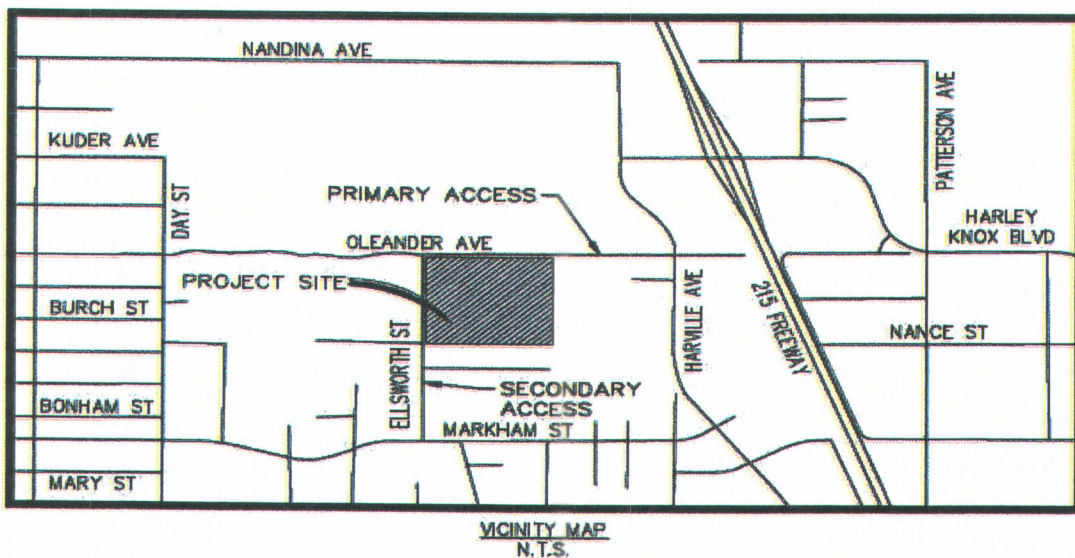 NANDINA AVE
KUDER AVE
DAY ST
PRIMARY ACCESS
OLEANDER AVE
PATTERSON AVE
HARLEY
KNOX BLVD
PROJECT SITE
BURCH ST
ELLSWORTH ST
HARVILLE AVE
215 FREEWAY
NANCE ST
SECONDARY
ACCESS
BONHAM ST
MARKHAM ST
MARY ST
VICINITY MAP
N.T.S.